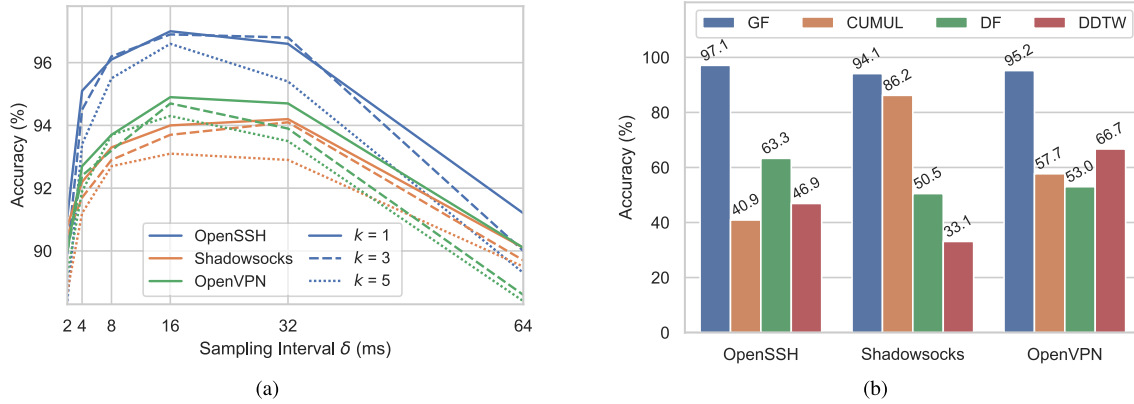 Accuracy (%)
96
94
92
90
OpenSSH
Shadowsocks
OpenVPN
k = 1
k = 3
k = 5
2 4 8 16 32 64
Sampling Interval δ (ms)
(a)
GF CUMUL DF DDTW
Accuracy (%)
100
80
60
40
20
0
97.1
40.9
63.3
46.9
94.1
86.2
50.5
33.1
95.2
57.7
53.0
66.7
OpenSSH Shadowsocks OpenVPN
(b)